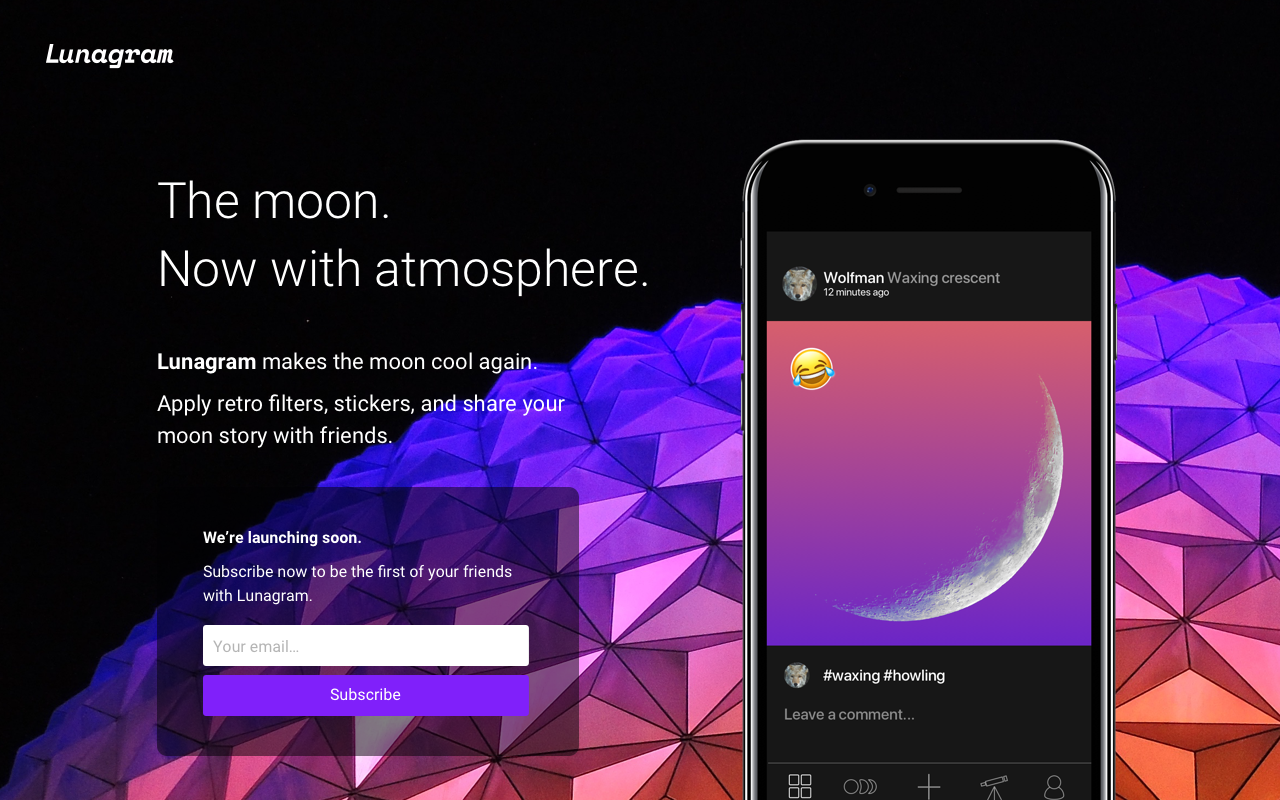 Lunagram
The moon.
Now with atmosphere.
Lunagram makes the moon cool again.
Apply retro filters, stickers, and share your
moon story with friends.
We’re launching soon.
Subscribe now to be the first of your friends
with Lunagram.
Your email…
Subscribe
Wolfman Waxing crescent
12 minutes ago
#waxing #howling
Leave a comment...